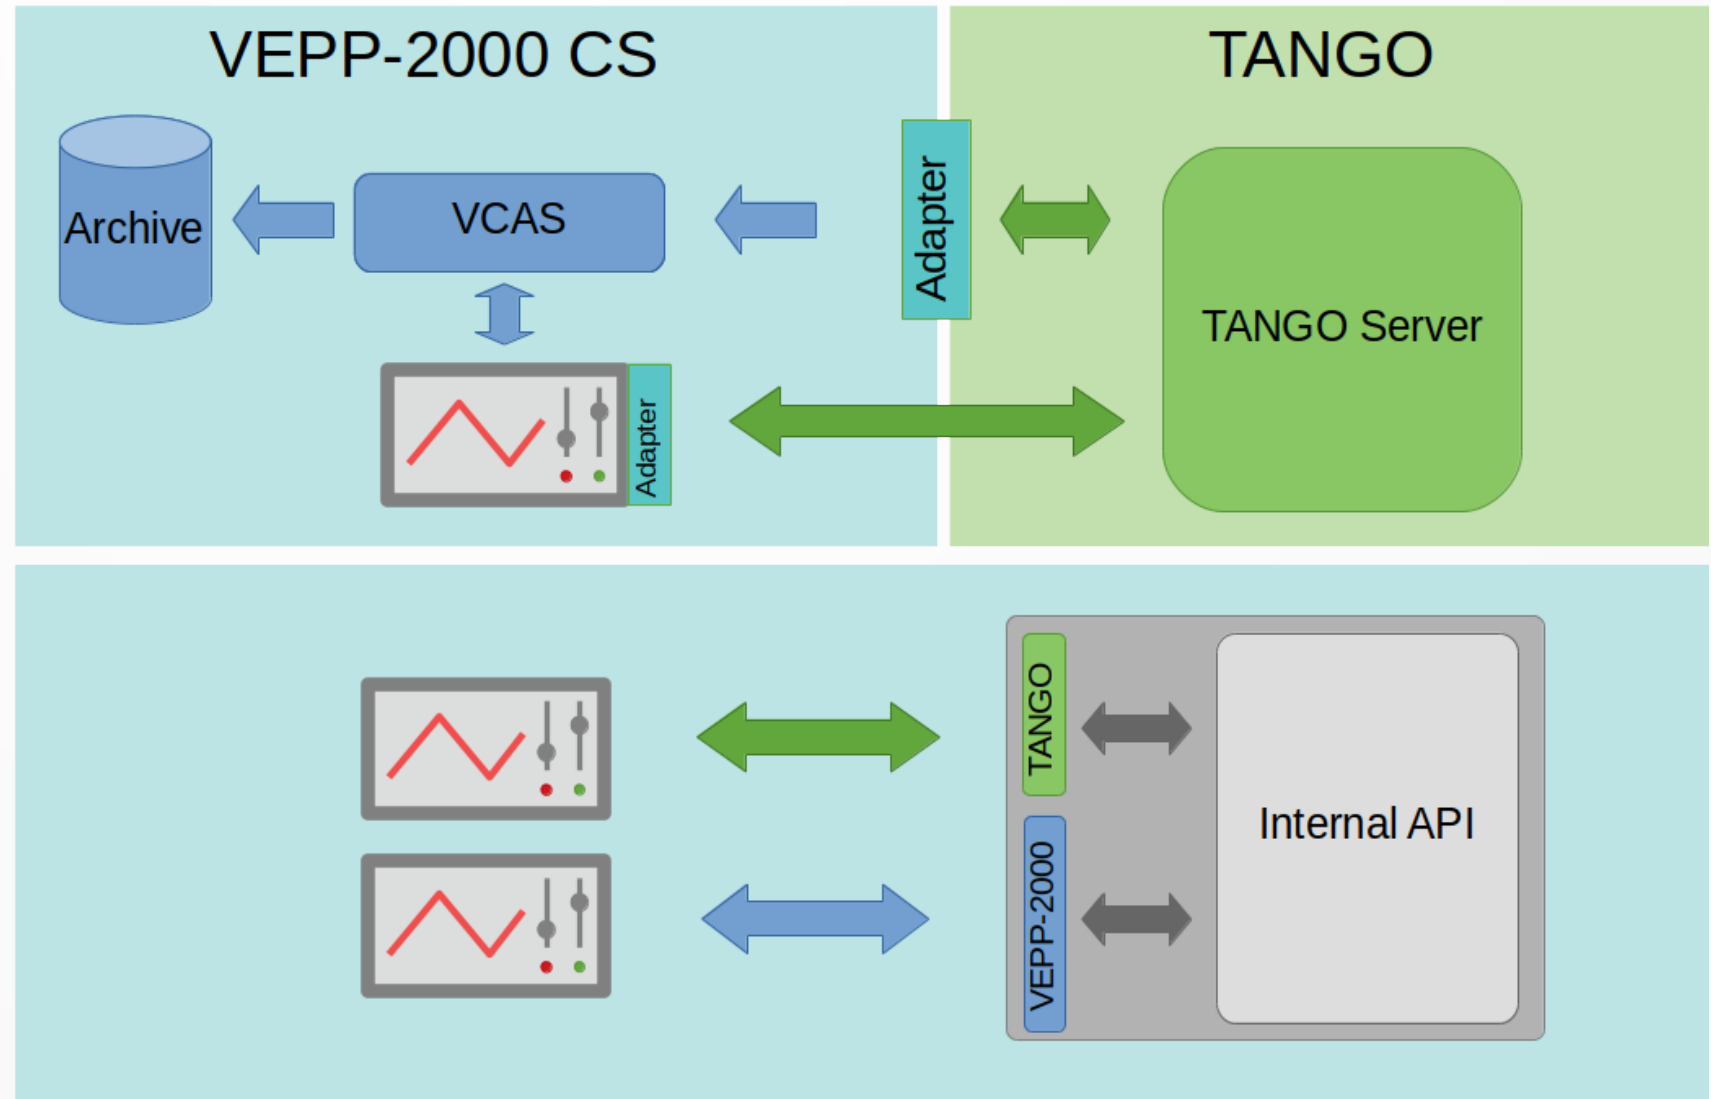 VEPP-2000 CS
TANGO
Archive
VCAS
Adapter
TANGO Server
Adapter
TANGO
Internal API
VEPP-2000